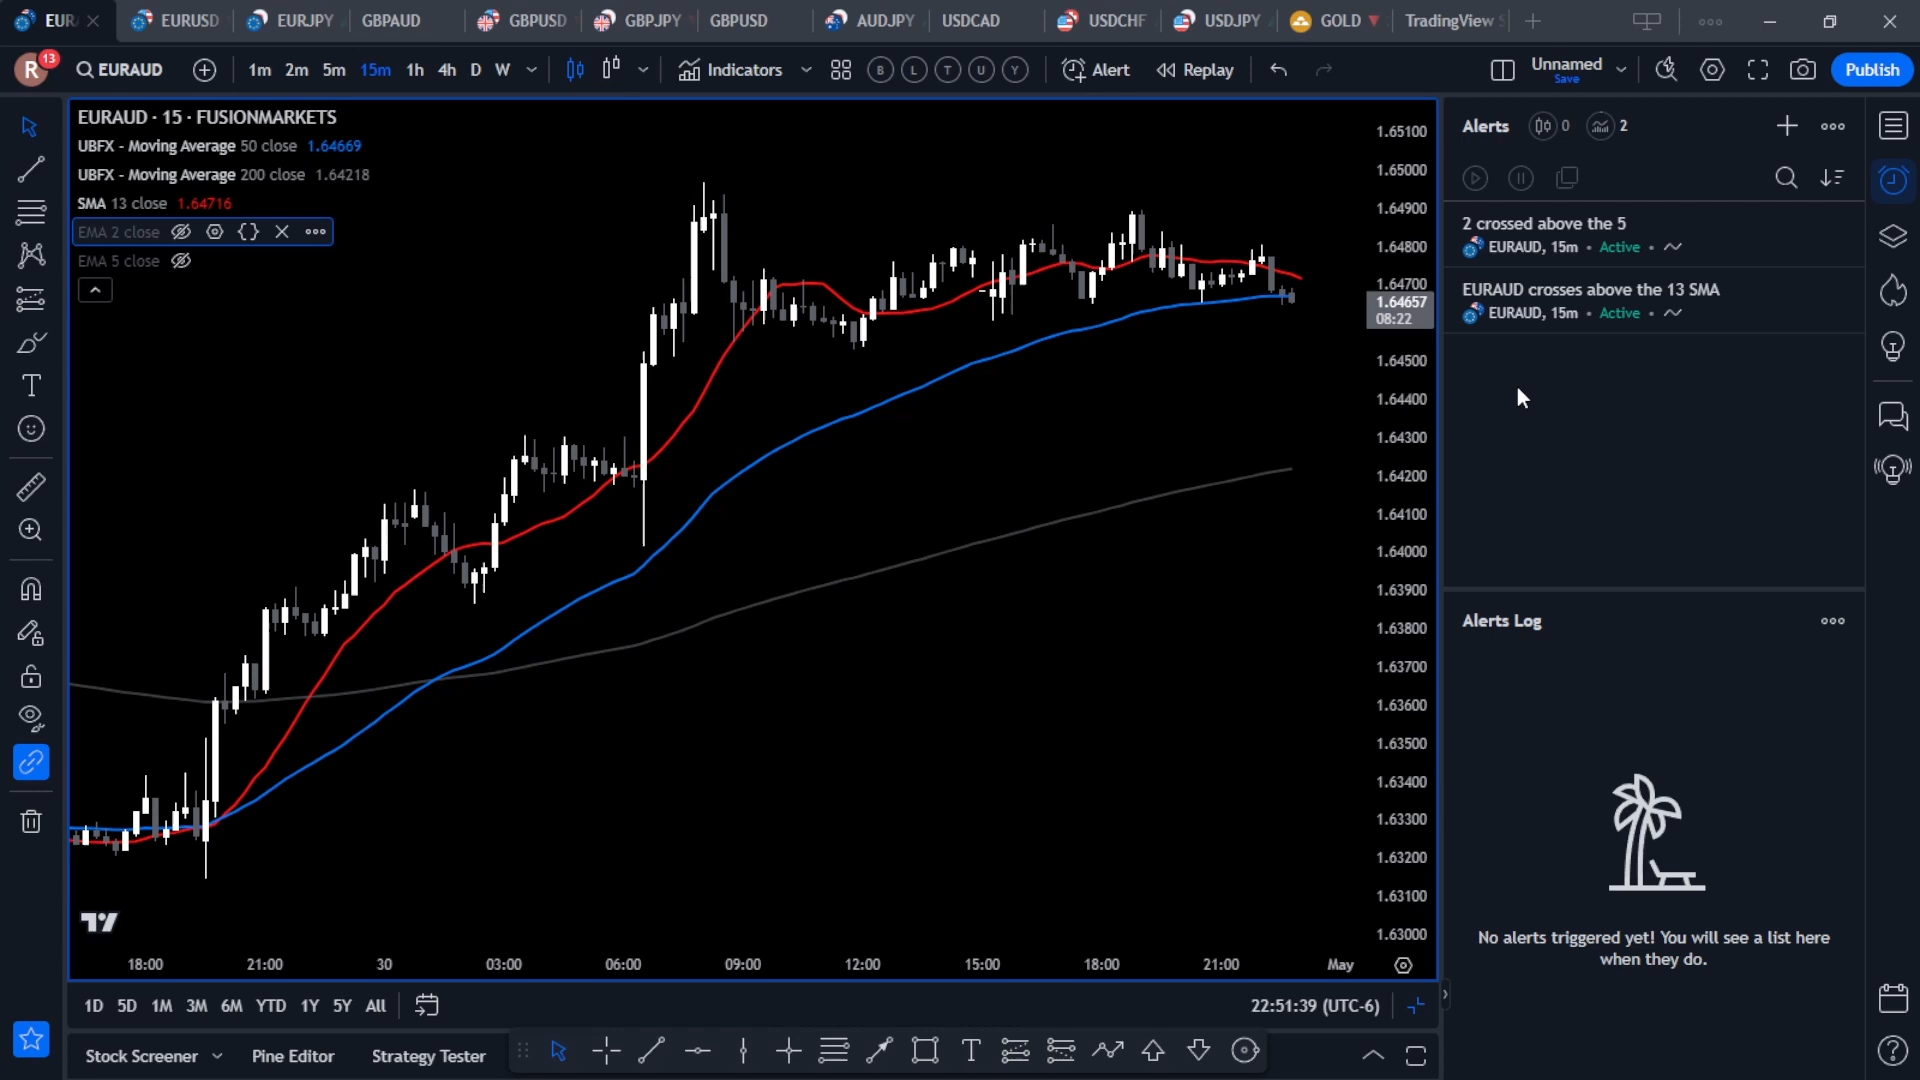 EUR
EURUSD
EURJPY
GBPAUD
GBPUSD
GBPJPY
GBPUSD
AUDJPY
USDCAD
USDCHF
USDJPY
GOLD
TradingView
R
13
EURAUD
1m 2m 5m 15m 1h 4h D W
Indicators
B L T U Y
Alert
Replay
Unnamed
Save
Publish
EURAUD · 15 · FUSIONMARKETS
UBFX - Moving Average 50 close 1.64669
UBFX - Moving Average 200 close 1.64218
SMA 13 close 1.64716
EMA 2 close
EMA 5 close
1.65100
1.65000
1.64900
1.64800
1.64700
1.64657
08:22
1.64500
1.64400
1.64300
1.64200
1.64100
1.64000
1.63900
1.63800
1.63700
1.63600
1.63500
1.63400
1.63300
1.63200
1.63100
1.63000
18:00 21:00 30 03:00 06:00 09:00 12:00 15:00 18:00 21:00 May
Alerts
0
2
2 crossed above the 5
EURAUD, 15m • Active •
EURAUD crosses above the 13 SMA
EURAUD, 15m • Active •
Alerts Log
No alerts triggered yet! You will see a list here
when they do.
1D 5D 1M 3M 6M YTD 1Y 5Y All
22:51:39 (UTC-6)
Stock Screener
Pine Editor
Strategy Tester